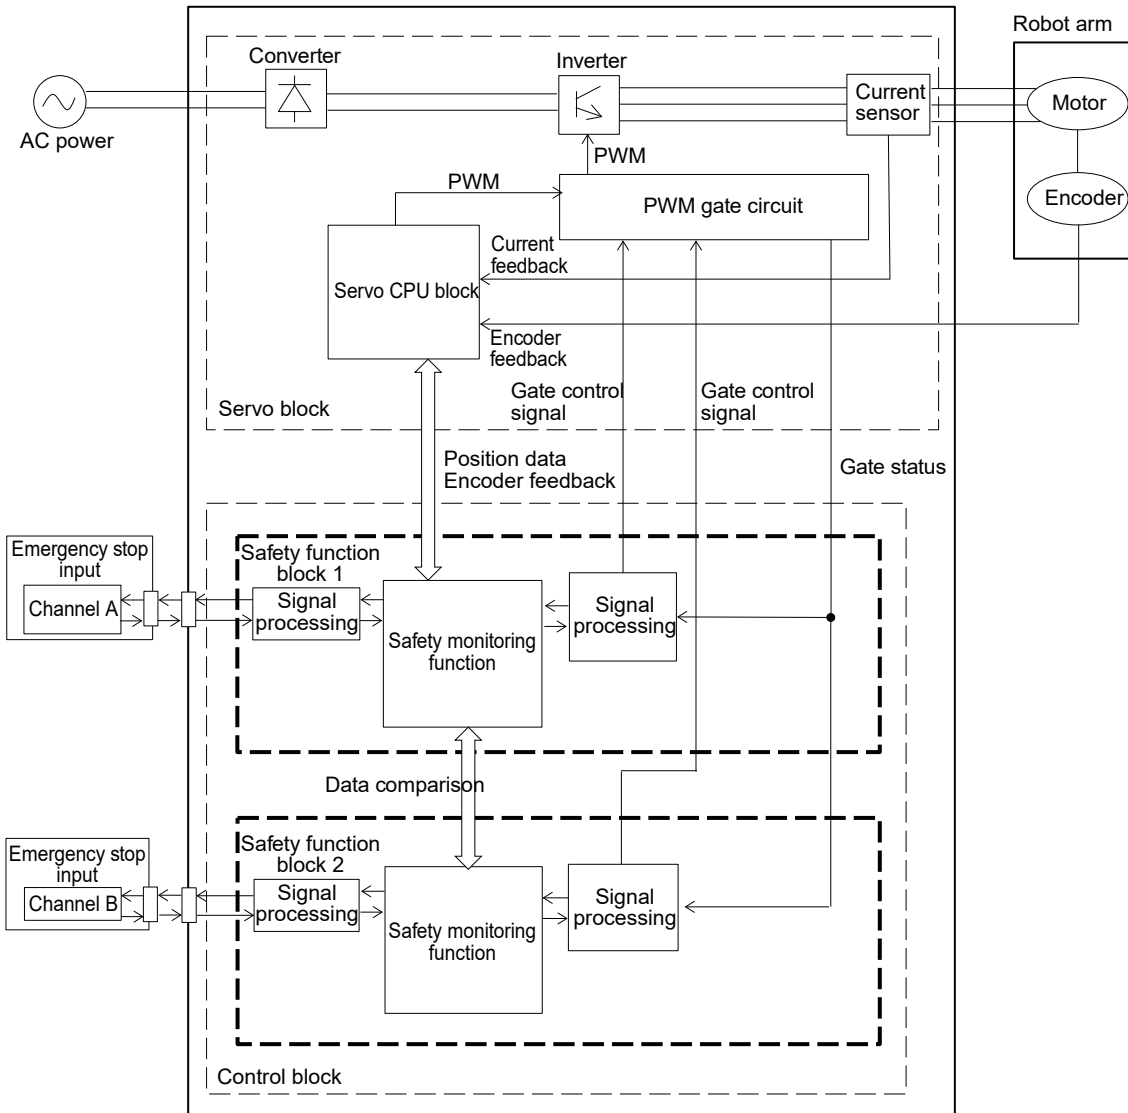 Robot arm
Converter
Inverter
Current
sensor
Motor
AC power
PWM
PWM
PWM gate circuit
Encoder
Current
feedback
Servo CPU block
Encoder
feedback
Gate control
signal
Gate control
signal
Servo block
Position data
Encoder feedback
Gate status
Emergency stop
input
Channel A
Safety function
block 1
Signal
processing
Safety monitoring
function
Signal
processing
Data comparison
Emergency stop
input
Channel B
Safety function
block 2
Signal
processing
Safety monitoring
function
Signal
processing
Control block